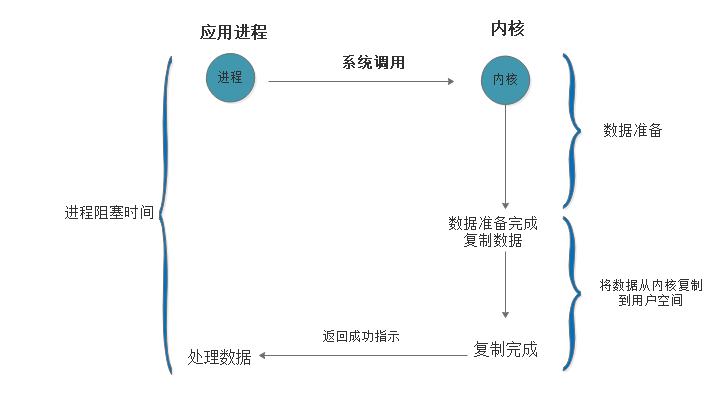 应用进程
内核
系统调用
进程
内核
数据准备
进程阻塞时间
数据准备完成
复制数据
将数据从内核复制
到用户空间
返回成功指示
处理数据
复制完成